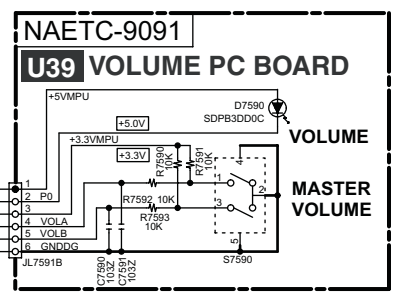 NAETC-9091
U39 VOLUME PC BOARD
+5VMPU
D7590
SDPB3DD0C
+5.0V
VOLUME
+3.3VMPU
+3.3V
R7590
10K
R7591
10K
4
1
2
3
5
S7590
MASTER
VOLUME
R7592 10K
R7593
10K
1
2 P0
3
4 VOLA
5 VOLB
6 GNDDG
JL7591B
C7590
103Z
C7591
103Z